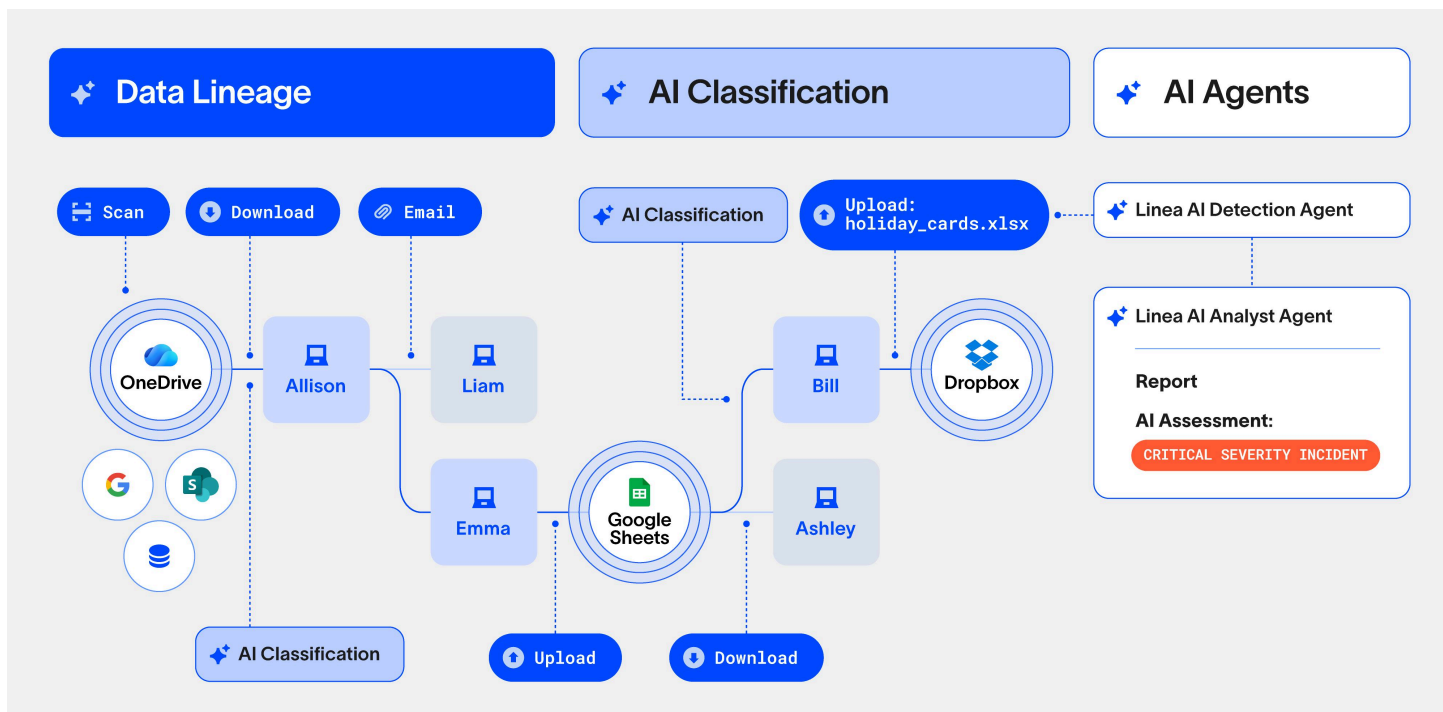 Data Lineage
AI Classification
AI Agents
Scan
Download
Email
AI Classification
Upload:
holiday_cards.xlsx
Linea AI Detection Agent
Linea AI Analyst Agent
Report
AI Assessment:
CRITICAL SEVERITY INCIDENT
OneDrive
Allison
Liam
Bill
Dropbox
G
S
Emma
Google
Sheets
Ashley
AI Classification
Upload
Download